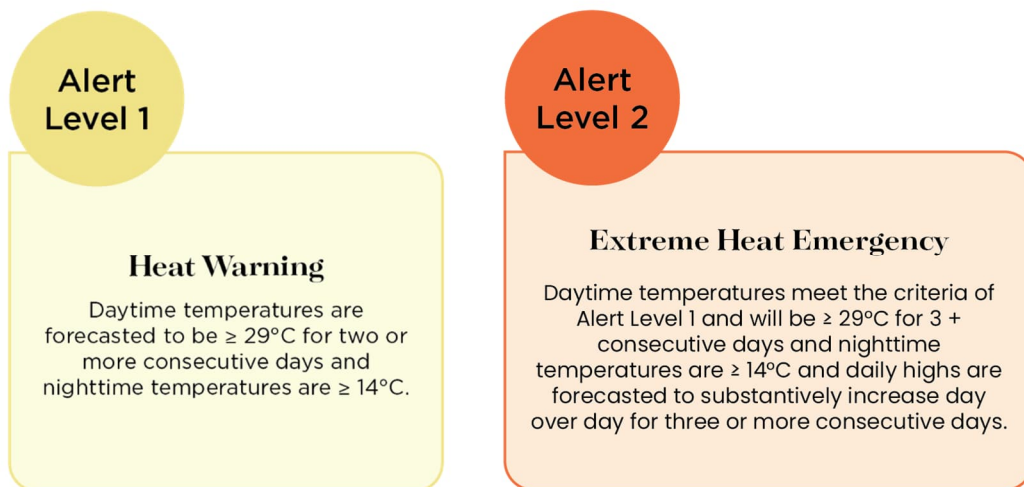 Alert
Level 1
Heat Warning
Daytime temperatures are
forecasted to be ≥ 29°C for two or
more consecutive days and
nighttime temperatures are ≥ 14°C.
Alert
Level 2
Extreme Heat Emergency
Daytime temperatures meet the criteria of
Alert Level 1 and will be ≥ 29°C for 3 +
consecutive days and nighttime
temperatures are ≥ 14°C and daily highs are
forecasted to substantively increase day
over day for three or more consecutive days.